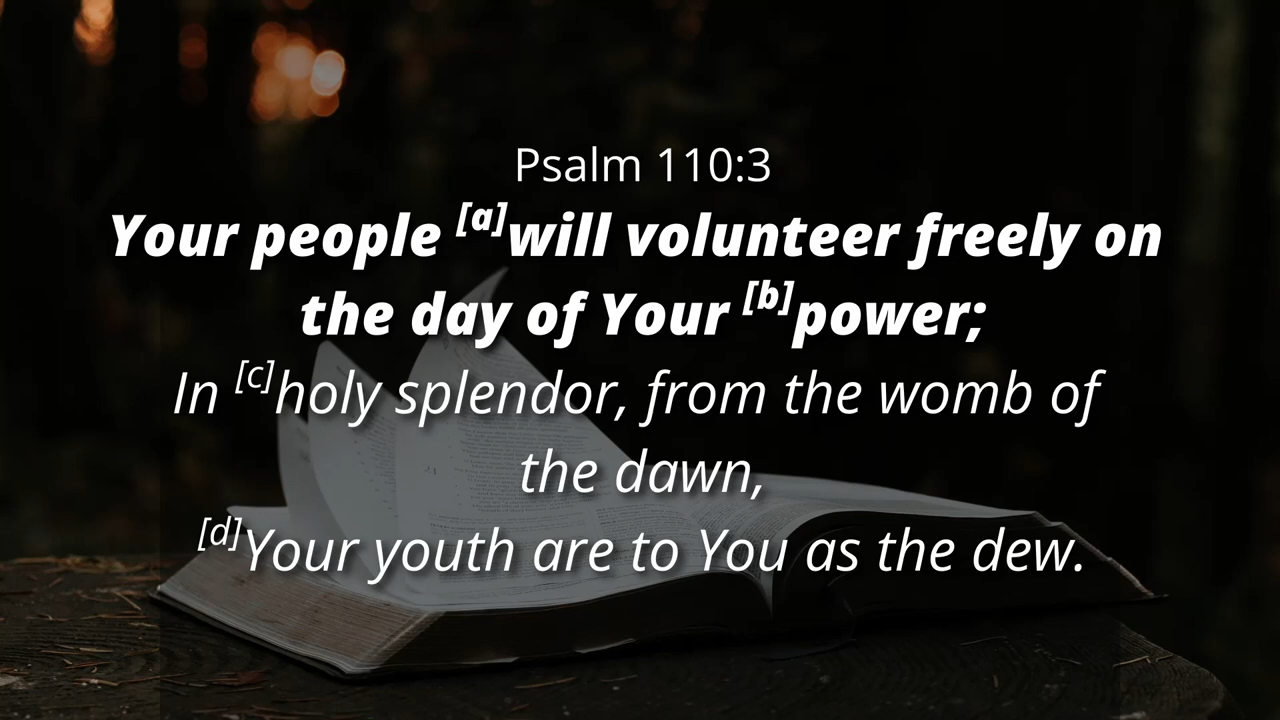 Psalm 110:3
Your people [a]will volunteer freely on
the day of Your [b]power;
In [c]holy splendor, from the womb of
the dawn,
[d]Your youth are to You as the dew.